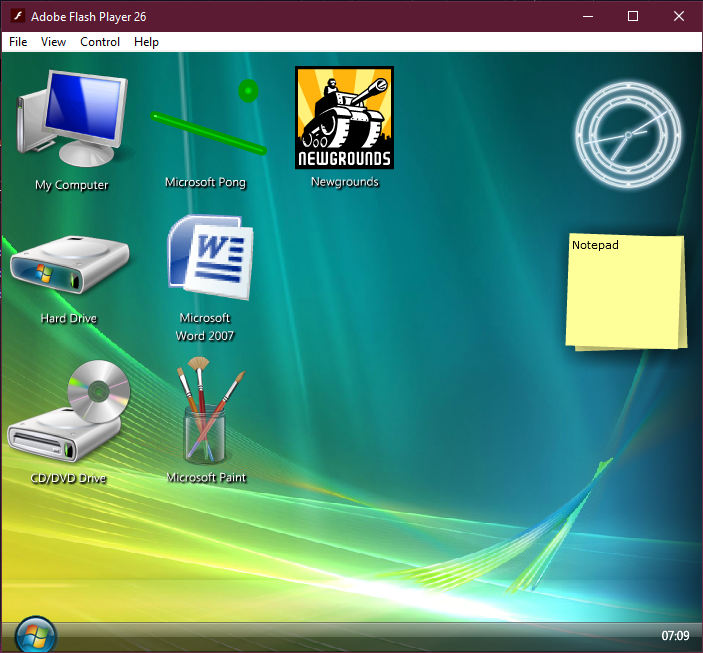 Adobe Flash Player 26
File View Control Help
My Computer
Microsoft Pong
NEWGROUNDS
Newgrounds
Notepad
Hard Drive
W
Microsoft
Word 2007
CD/DVD Drive
Microsoft Paint
07:09